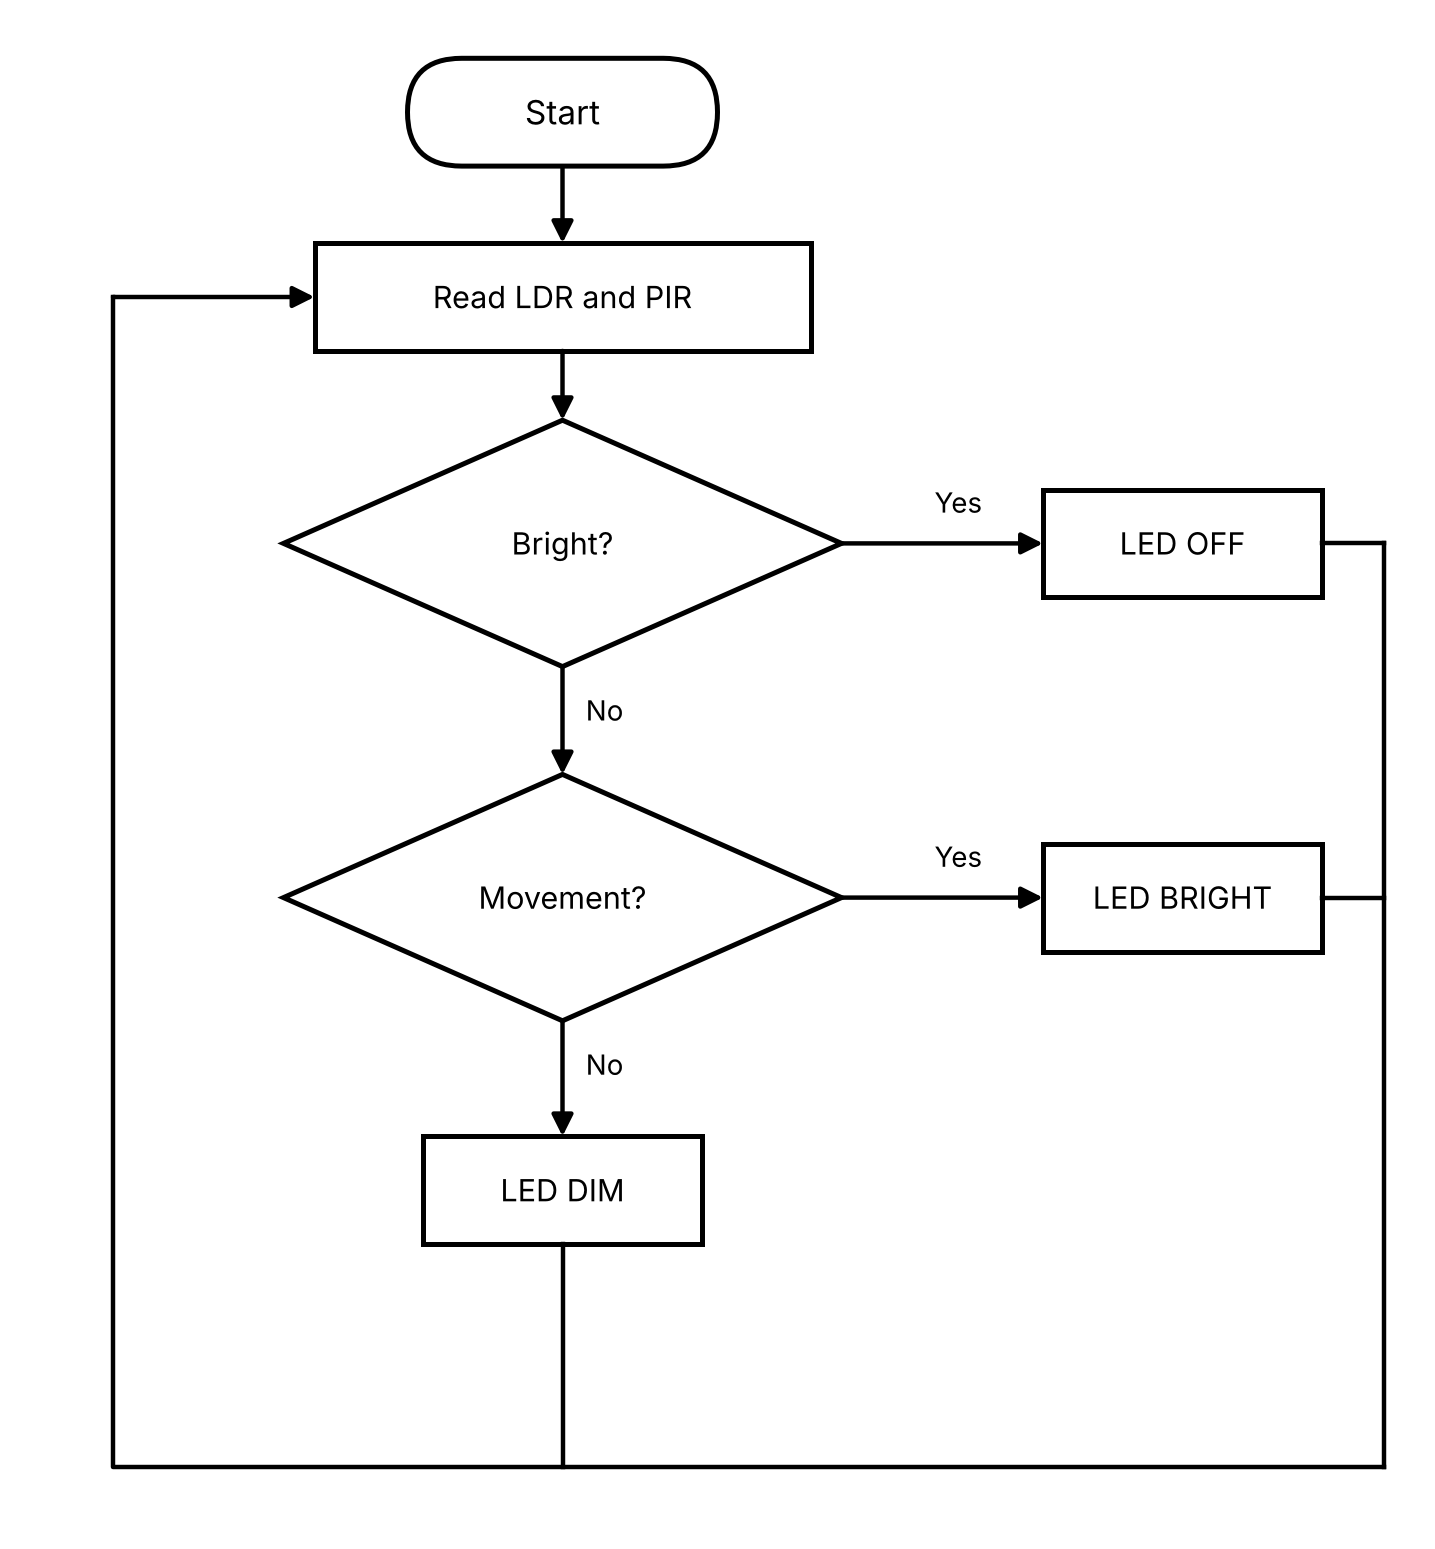 Start
Read LDR and PIR
Bright?
Yes
LED OFF
No
Movement?
Yes
LED BRIGHT
No
LED DIM